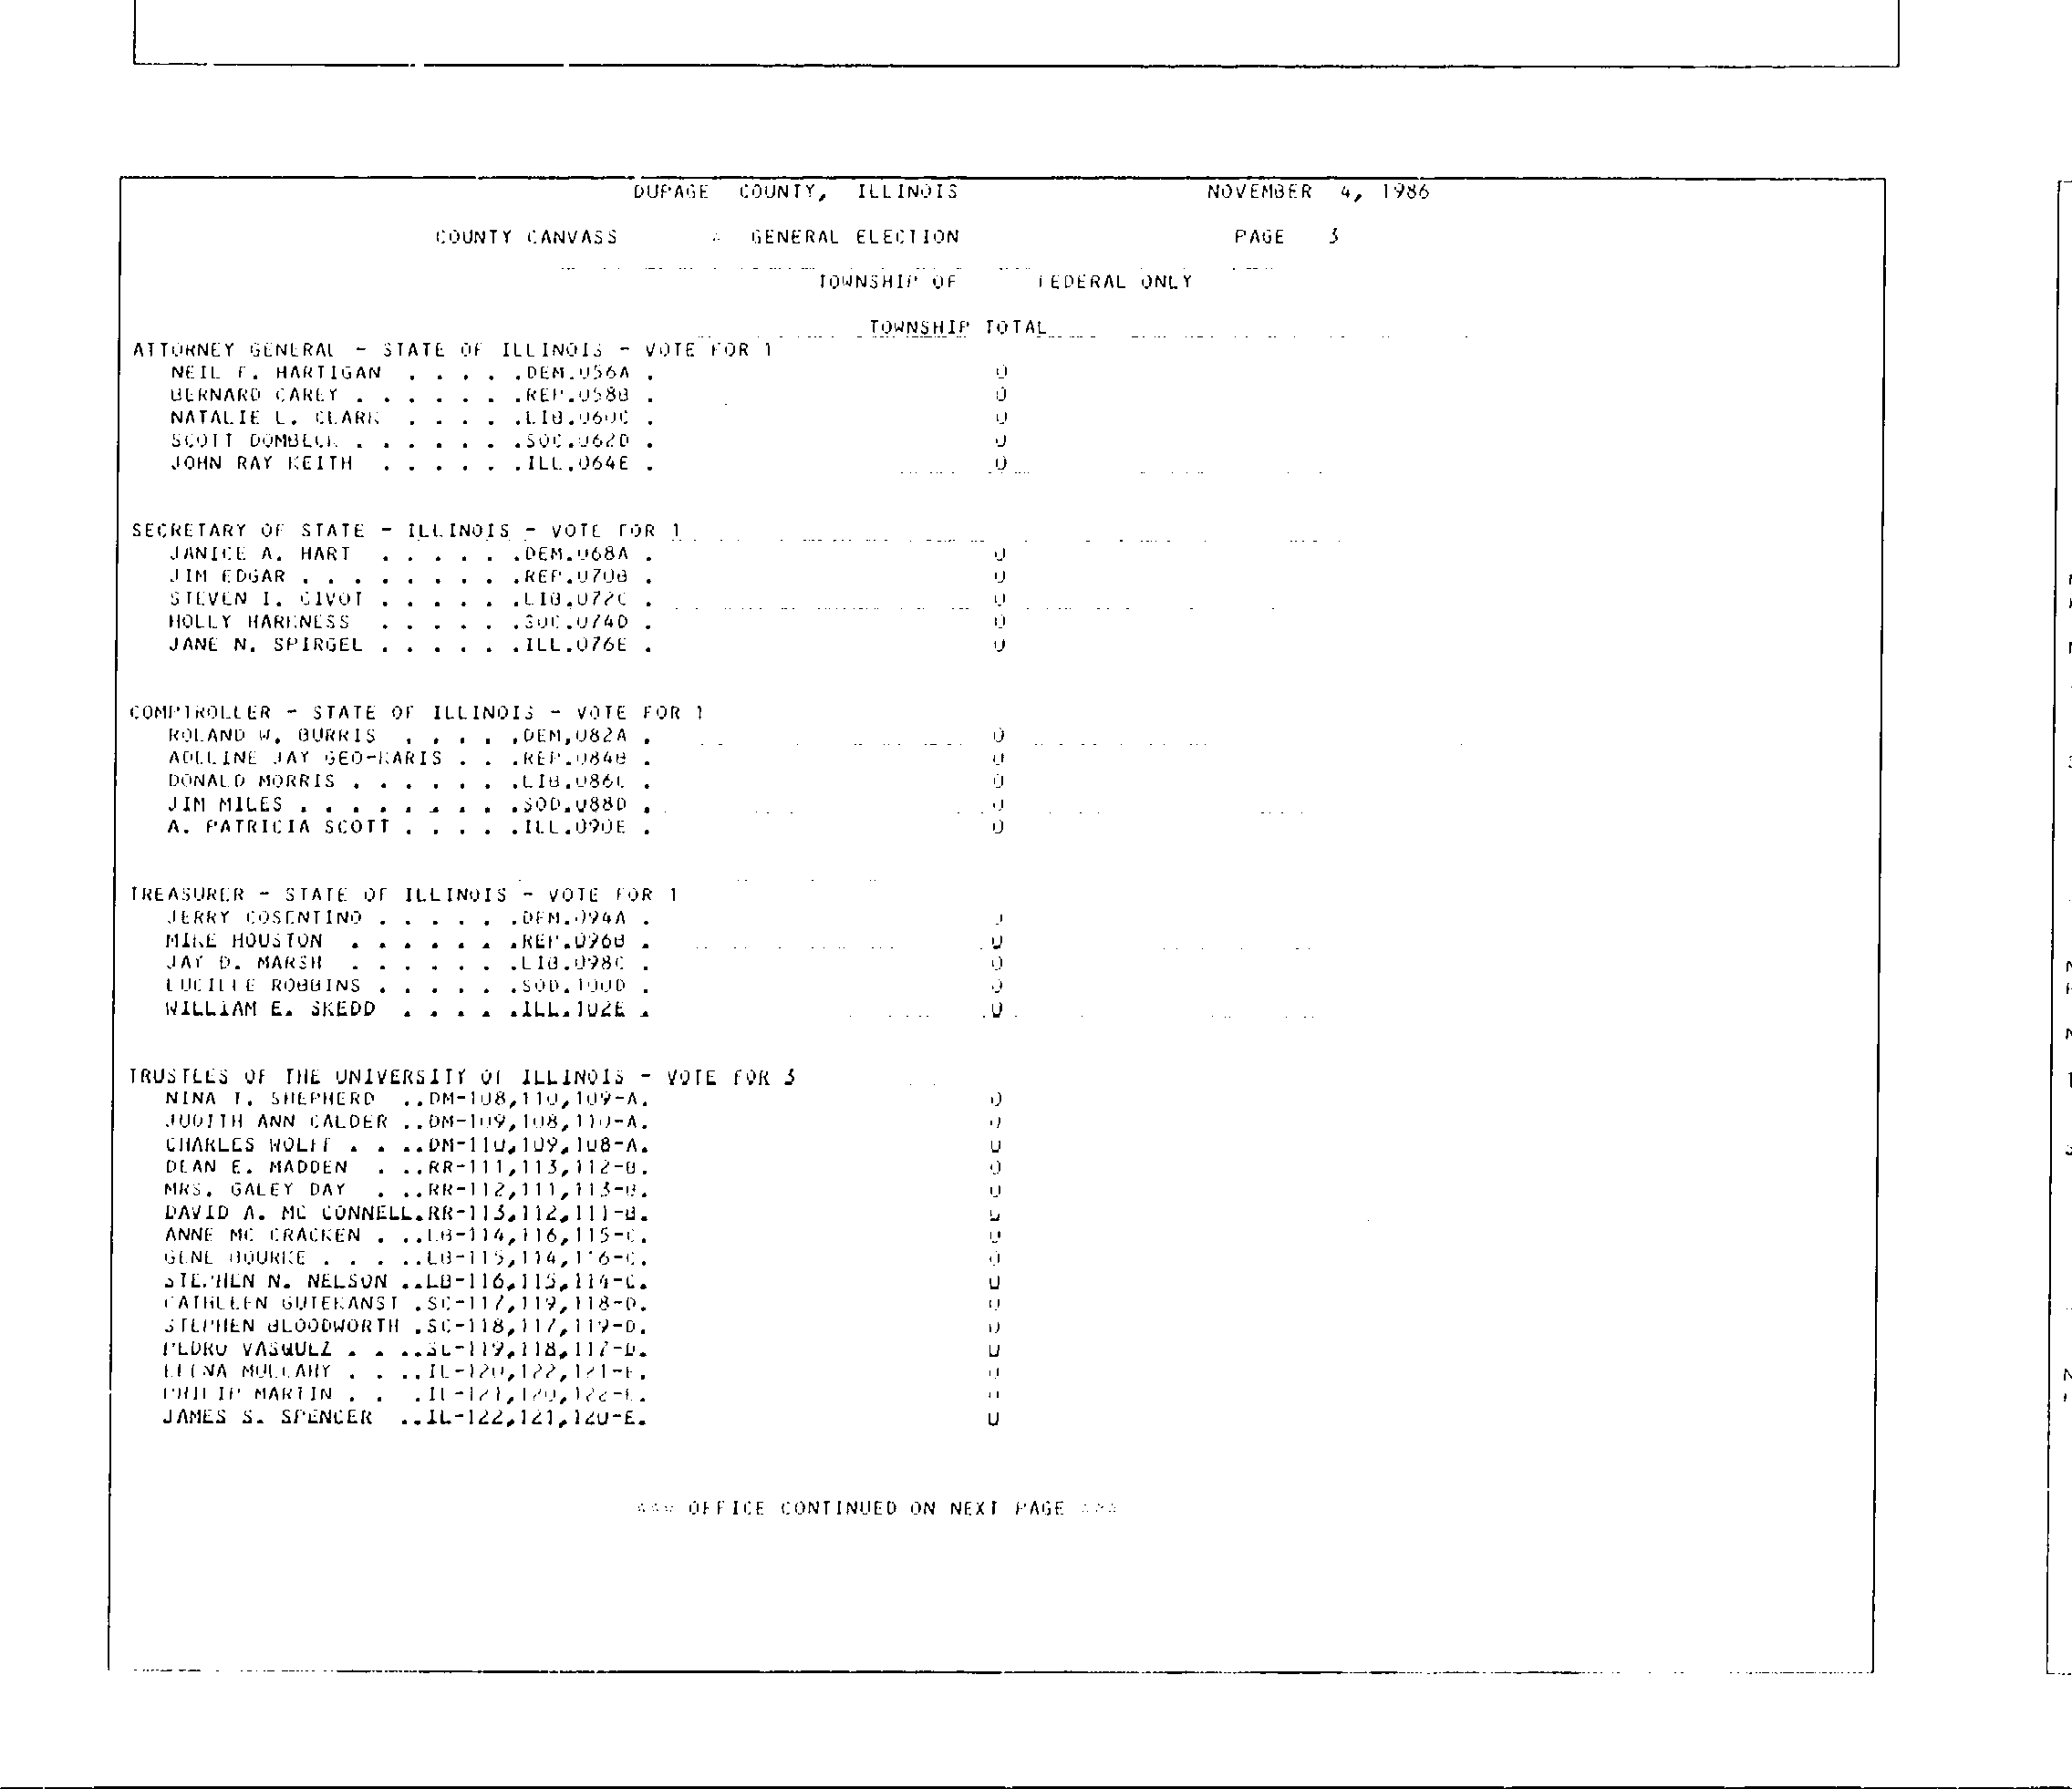 DUPAGE COUNTY, ILLINOIS NOVEMBER 4, 1986
COUNTY CANVASS GENERAL ELECTION PAGE 3
TOWNSHIP OF FEDERAL ONLY
TOWNSHIP TOTAL
ATTORNEY GENERAL - STATE OF ILLINOIS - VOTE FOR 1
NEIL F. HARTIGAN . . . . .DEM.056A . 0
BERNARD CAREY . . . . . . .REP.058B . 0
NATALIE L. CLARK . . . . .LIB.060C . 0
SCOTT DOMBECK . . . . . . .SOC.062D . 0
JOHN RAY KEITH . . . . . .ILL.064E . 0
SECRETARY OF STATE - ILLINOIS - VOTE FOR 1
JANICE A. HART . . . . . .DEM.068A . 0
JIM EDGAR . . . . . . . . .REP.070B . 0
STEVEN I. GIVOT . . . . . .LIB.072C . 0
HOLLY HARKNESS . . . . . .SOC.074D . 0
JANE N. SPIRGEL . . . . . .ILL.076E . 0
COMPTROLLER - STATE OF ILLINOIS - VOTE FOR 1
ROLAND W. BURRIS . . . . .DEM.082A . 0
ADELINE JAY GEO-KARIS . . .REP.084B . 0
DONALD MORRIS . . . . . . .LIB.086C . 0
JIM MILES . . . . . . . . .SOD.088D . 0
A. PATRICIA SCOTT . . . . .ILL.090E . 0
TREASURER - STATE OF ILLINOIS - VOTE FOR 1
JERRY COSENTINO . . . . . .DEM.094A . 0
MIKE HOUSTON . . . . . . .REP.096B . 0
JAY D. MARSH . . . . . . .LIB.098C . 0
LUCILLE ROBBINS . . . . . .SOD.100D . 0
WILLIAM E. SKEDD . . . . .ILL.102E . 0
TRUSTEES OF THE UNIVERSITY OF ILLINOIS - VOTE FOR 3
NINA T. SHEPHERD ..DM-108,110,109-A. 0
JUDITH ANN CALDER ..DM-109,108,110-A. 0
CHARLES WOLFF . . ..DM-110,109,108-A. 0
DEAN E. MADDEN . ..RR-111,113,112-B. 0
MRS. GALEY DAY . ..RR-112,111,113-B. 0
DAVID A. MC CONNELL.RR-113,112,111-B. 0
ANNE MC CRACKEN . ..LB-114,116,115-C. 0
GENE BOURKE . . . ..LB-115,114,116-C. 0
STEPHEN N. NELSON ..LB-116,115,114-C. 0
CATHLEEN GUTEKANST .SC-117,119,118-D. 0
STEPHEN BLOODWORTH .SC-118,117,119-D. 0
PEDRO VASQUEZ . . ..SC-119,118,117-D. 0
MULCAHY . . ..IL-120,122,121-E. 0
PHILIP MARTIN . . .IL-121,120,122-E. 0
JAMES S. SPENCER ..IL-122,121,120-E. 0
*** OFFICE CONTINUED ON NEXT PAGE ***